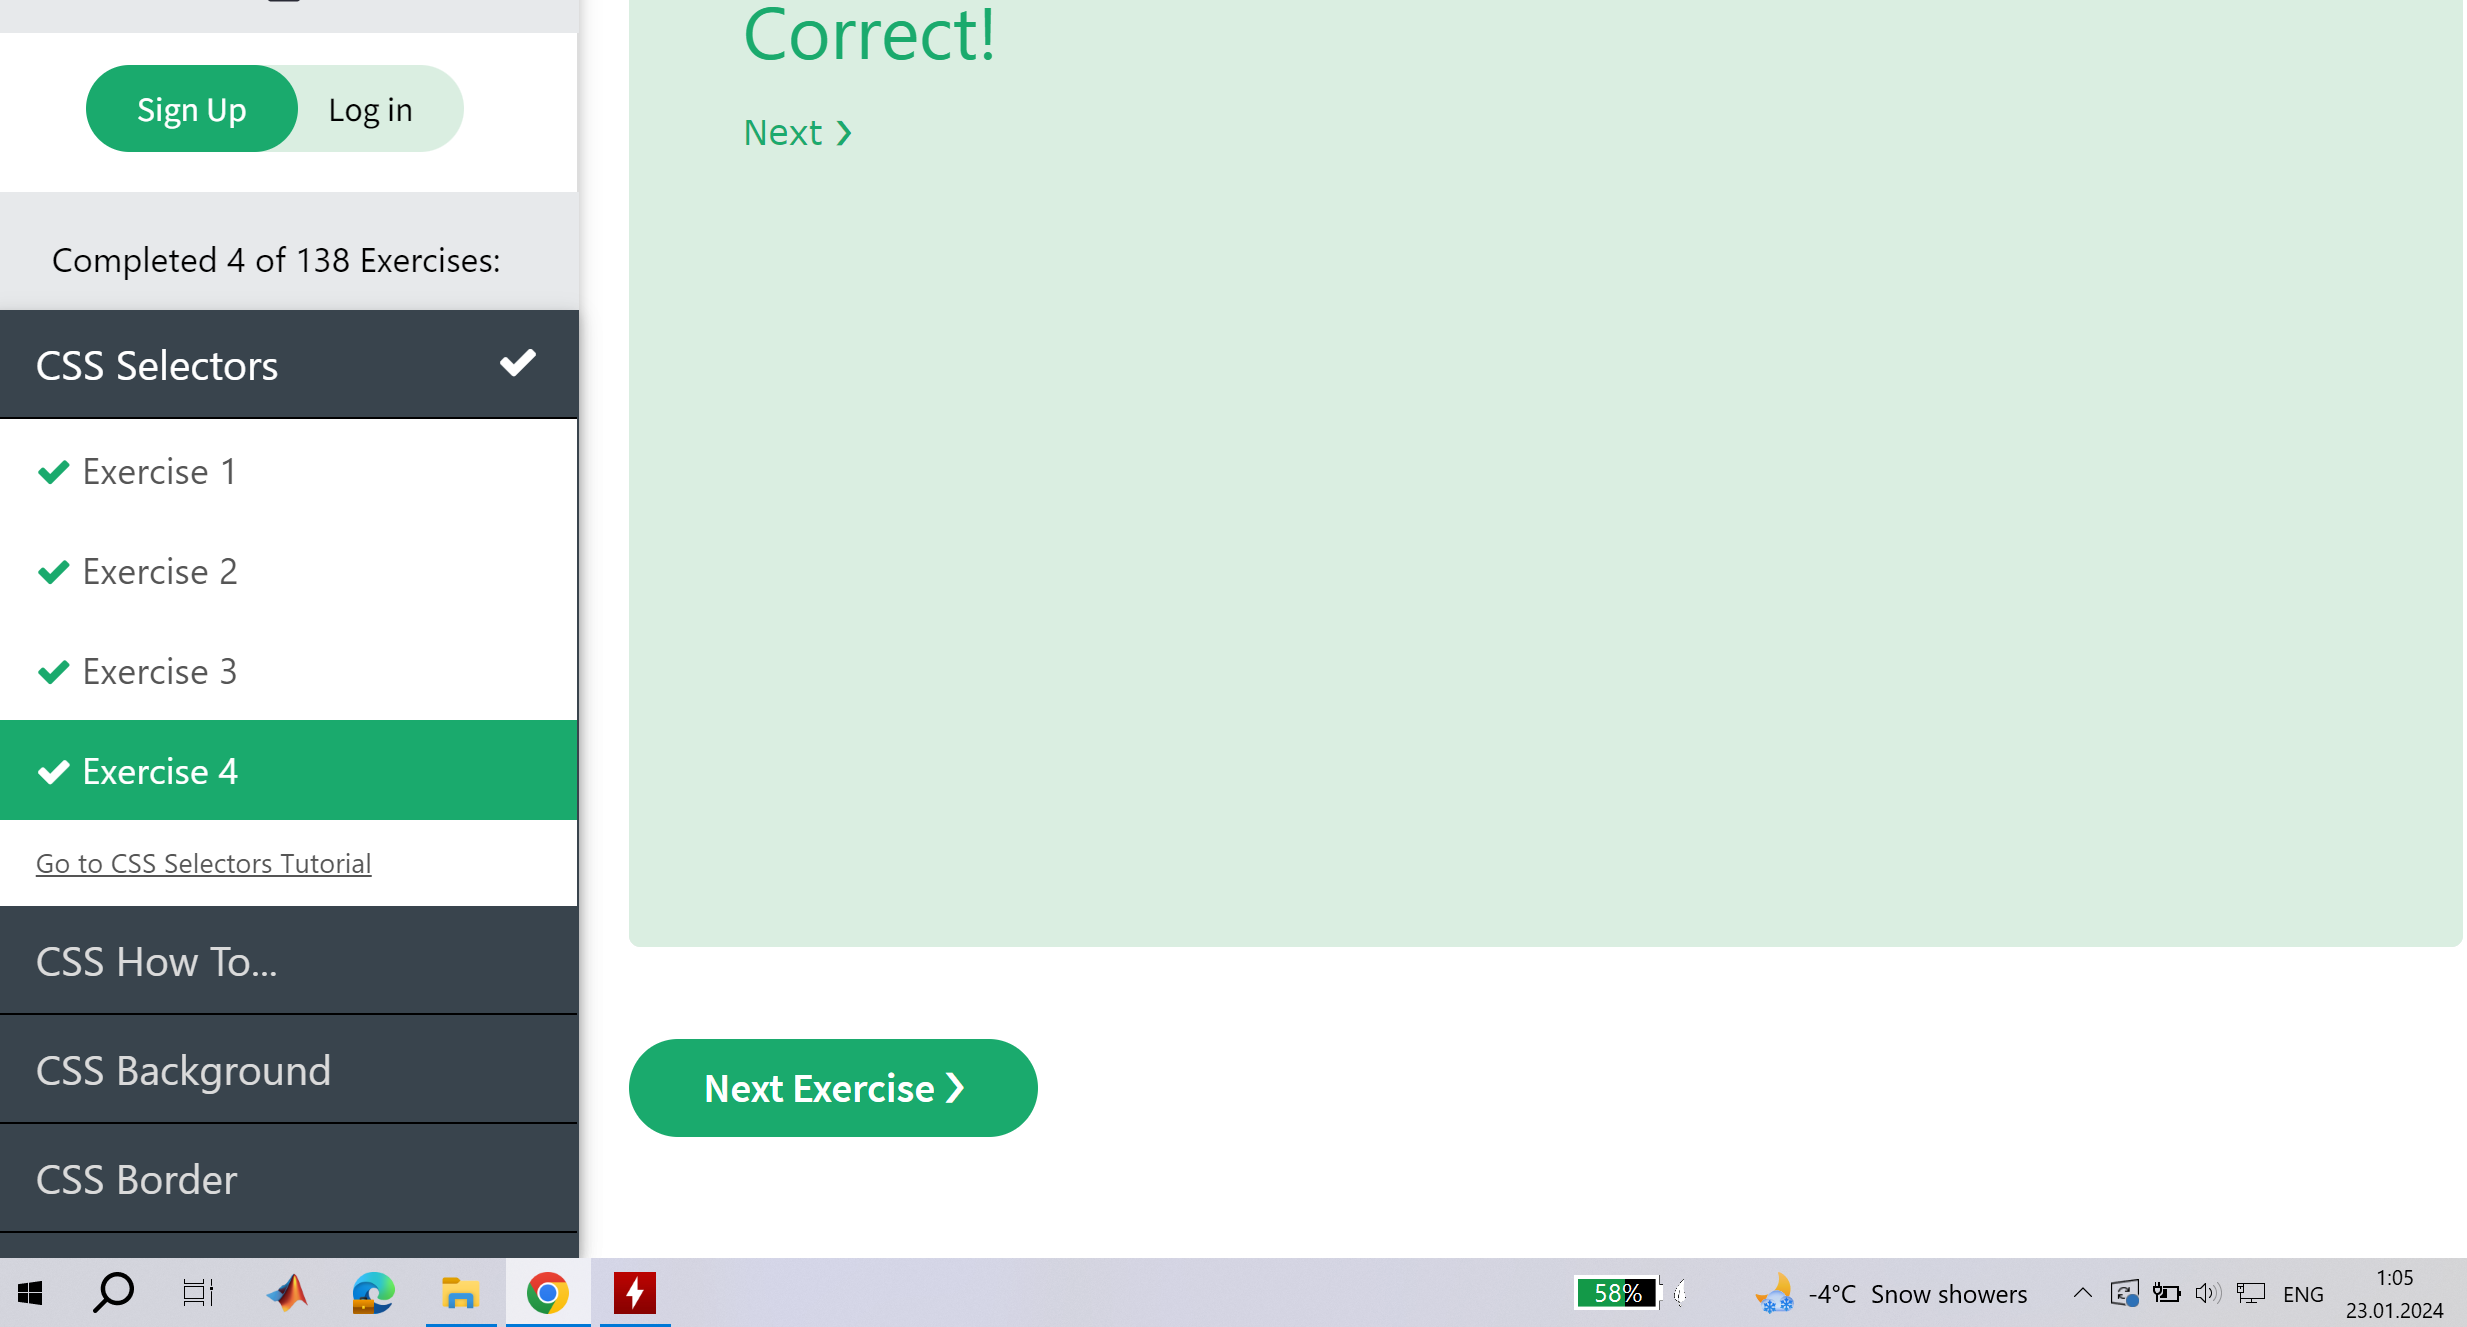 Sign Up
Log in
Completed 4 of 138 Exercises:
CSS Selectors
Exercise 1
Exercise 2
Exercise 3
Exercise 4
Go to CSS Selectors Tutorial
CSS How To...
CSS Background
CSS Border
Correct!
Next ❯
Next Exercise ❯
58%
-4°C Snow showers
ENG
1:05
23.01.2024